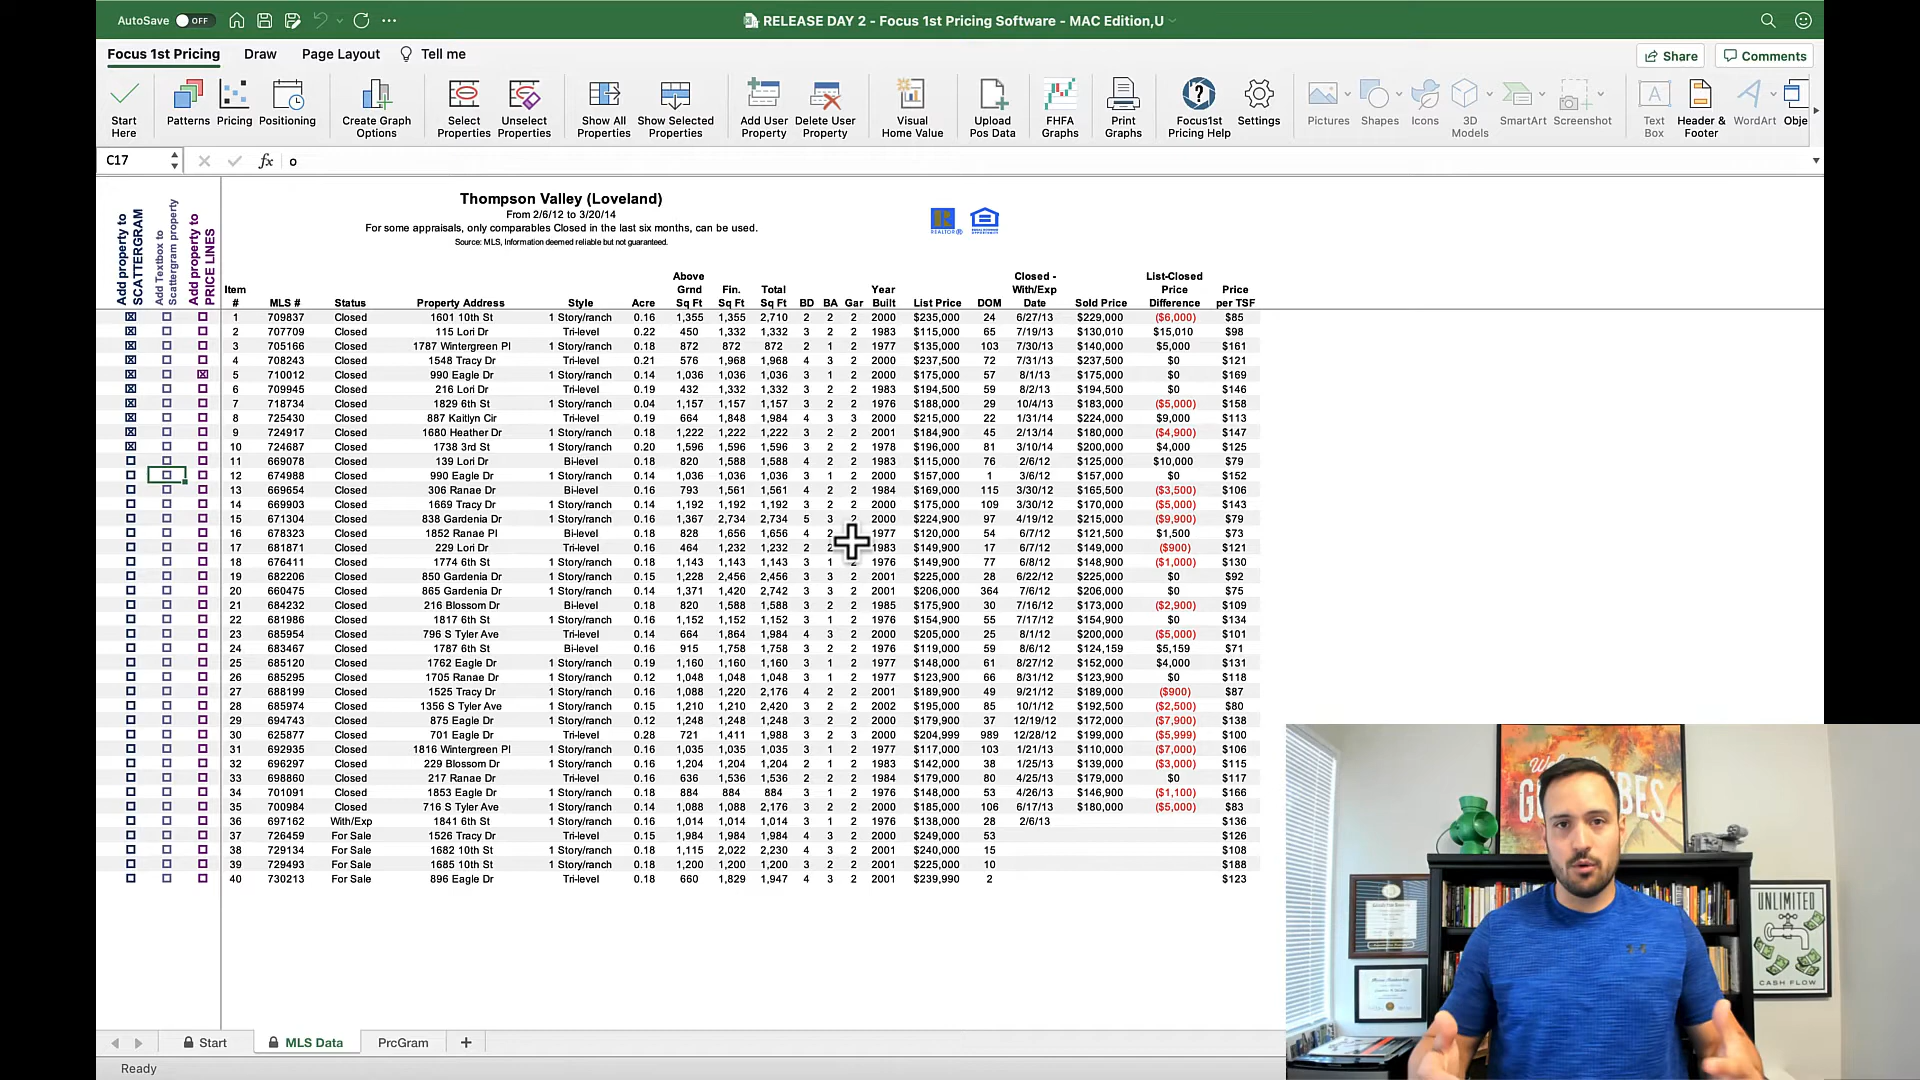 AutoSave OFF
RELEASE DAY 2 - Focus 1st Pricing Software - MAC Edition,U
Focus 1st Pricing Draw Page Layout Tell me Share Comments
Start Here
Patterns
Pricing
Positioning
Create Graph Options
Select Properties
Unselect Properties
Show All Properties
Show Selected Properties
Add User Property
Delete User Property
Visual Home Value
Upload Pos Data
FHFA Graphs
Print Graphs
Focus1st Pricing Help
Settings
Pictures
Shapes
Icons
3D Models
SmartArt
Screenshot
Text Box
Header & Footer
WordArt
Obje
C17 fx o
Add property to SCATTERGRAM
Add Textbox to Scattergram property
Add property to PRICE LINES
Thompson Valley (Loveland)
From 2/6/12 to 3/20/14
For some appraisals, only comparables Closed in the last six months, can be used.
Source: MLS, Information deemed reliable but not guaranteed.
REALTOR
Item # MLS # Status Property Address Style Acre Above Grnd Sq Ft Fin. Sq Ft Total Sq Ft BD BA Gar Year Built List Price DOM Closed - With/Exp Date Sold Price List-Closed Price Difference Price per TSF
1 709837 Closed 1601 10th St 1 Story/ranch 0.16 1,355 1,355 2,710 2 2 2 2000 $235,000 24 6/27/13 $229,000 ($6,000) $85
2 707709 Closed 115 Lori Dr Tri-level 0.22 450 1,332 1,332 3 2 2 1983 $115,000 65 7/19/13 $130,010 $15,010 $98
3 705166 Closed 1787 Wintergreen Pl 1 Story/ranch 0.18 872 872 872 2 1 2 1977 $135,000 103 7/30/13 $140,000 $5,000 $161
4 708243 Closed 1548 Tracy Dr Tri-level 0.21 576 1,968 1,968 4 3 2 2000 $237,500 72 7/31/13 $237,500 $0 $121
5 710012 Closed 990 Eagle Dr 1 Story/ranch 0.14 1,036 1,036 1,036 3 1 2 2000 $175,000 57 8/1/13 $175,000 $0 $169
6 709945 Closed 216 Lori Dr Tri-level 0.19 432 1,332 1,332 3 2 2 1983 $194,500 59 8/2/13 $194,500 $0 $146
7 718734 Closed 1829 6th St 1 Story/ranch 0.04 1,157 1,157 1,157 3 2 2 1976 $188,000 29 10/4/13 $183,000 ($5,000) $158
8 725430 Closed 887 Kaitlyn Cir Tri-level 0.19 664 1,848 1,984 4 3 3 2000 $215,000 22 1/31/14 $224,000 $9,000 $113
9 724917 Closed 1680 Heather Dr 1 Story/ranch 0.18 1,222 1,222 1,222 3 2 2 2001 $184,900 45 2/13/14 $180,000 ($4,900) $147
10 724687 Closed 1738 3rd St 1 Story/ranch 0.20 1,596 1,596 1,596 3 2 2 1978 $196,000 81 3/10/14 $200,000 $4,000 $125
11 669078 Closed 139 Lori Dr Bi-level 0.18 820 1,588 1,588 4 2 2 1983 $115,000 76 2/6/12 $125,000 $10,000 $79
12 674988 Closed 990 Eagle Dr 1 Story/ranch 0.14 1,036 1,036 1,036 3 1 2 2000 $157,000 1 3/6/12 $157,000 $0 $152
13 669654 Closed 306 Ranae Dr Bi-level 0.16 793 1,561 1,561 4 2 2 1984 $169,000 115 3/30/12 $165,500 ($3,500) $106
14 669903 Closed 1669 Tracy Dr 1 Story/ranch 0.14 1,192 1,192 1,192 3 2 2 2000 $175,000 109 3/30/12 $170,000 ($5,000) $143
15 671304 Closed 838 Gardenia Dr 1 Story/ranch 0.16 1,367 2,734 2,734 5 3 2 2000 $224,900 97 4/19/12 $215,000 ($9,900) $79
16 678323 Closed 1852 Ranae Pl Bi-level 0.18 828 1,656 1,656 4 2 1977 $120,000 54 6/7/12 $121,500 $1,500 $73
17 681871 Closed 229 Lori Dr Tri-level 0.16 464 1,232 1,232 2 2 1983 $149,900 17 6/7/12 $149,000 ($900) $121
18 676411 Closed 1774 6th St 1 Story/ranch 0.18 1,143 1,143 1,143 3 1 1976 $149,900 77 6/8/12 $148,900 ($1,000) $130
19 682206 Closed 850 Gardenia Dr 1 Story/ranch 0.15 1,228 2,456 2,456 3 3 2 2001 $225,000 28 6/22/12 $225,000 $0 $92
20 660475 Closed 865 Gardenia Dr 1 Story/ranch 0.14 1,371 1,420 2,742 3 3 2 2001 $206,000 364 7/6/12 $206,000 $0 $75
21 684232 Closed 216 Blossom Dr Bi-level 0.18 820 1,588 1,588 3 2 2 1985 $175,900 30 7/16/12 $173,000 ($2,900) $109
22 681986 Closed 1817 6th St 1 Story/ranch 0.16 1,152 1,152 1,152 3 1 2 1976 $154,900 55 7/17/12 $154,900 $0 $134
23 685954 Closed 796 S Tyler Ave Tri-level 0.14 664 1,864 1,984 4 3 2 2000 $205,000 25 8/1/12 $200,000 ($5,000) $101
24 683467 Closed 1787 6th St Bi-level 0.16 915 1,758 1,758 3 2 2 1976 $119,000 59 8/6/12 $124,159 $5,159 $71
25 685120 Closed 1762 Eagle Dr 1 Story/ranch 0.19 1,160 1,160 1,160 3 1 2 1977 $148,000 61 8/27/12 $152,000 $4,000 $131
26 685295 Closed 1705 Ranae Dr 1 Story/ranch 0.12 1,048 1,048 1,048 3 1 2 1977 $123,900 66 8/31/12 $123,900 $0 $118
27 688199 Closed 1525 Tracy Dr 1 Story/ranch 0.16 1,088 1,220 2,176 4 2 2 2001 $189,900 49 9/21/12 $189,000 ($900) $87
28 685974 Closed 1356 S Tyler Ave 1 Story/ranch 0.15 1,210 1,210 2,420 3 2 2 2002 $195,000 85 10/1/12 $192,500 ($2,500) $80
29 694743 Closed 875 Eagle Dr 1 Story/ranch 0.12 1,248 1,248 1,248 3 2 2 2000 $179,900 37 12/19/12 $172,000 ($7,900) $138
30 625877 Closed 701 Eagle Dr Tri-level 0.28 721 1,411 1,988 3 2 3 2000 $204,999 989 12/28/12 $199,000 ($5,999) $100
31 692935 Closed 1816 Wintergreen Pl 1 Story/ranch 0.16 1,035 1,035 1,035 3 1 2 1977 $117,000 103 1/21/13 $110,000 ($7,000) $106
32 696297 Closed 229 Blossom Dr 1 Story/ranch 0.16 1,204 1,204 1,204 2 1 2 1983 $142,000 38 1/25/13 $139,000 ($3,000) $115
33 698860 Closed 217 Ranae Dr Tri-level 0.16 636 1,536 1,536 2 2 2 1984 $179,000 80 4/25/13 $179,000 $0 $117
34 701091 Closed 1853 Eagle Dr 1 Story/ranch 0.18 884 884 884 3 1 2 1976 $148,000 53 4/26/13 $146,900 ($1,100) $166
35 700984 Closed 716 S Tyler Ave 1 Story/ranch 0.14 1,088 1,088 2,176 3 2 2 2000 $185,000 106 6/17/13 $180,000 ($5,000) $83
36 697162 With/Exp 1841 6th St 1 Story/ranch 0.16 1,014 1,014 1,014 3 1 2 1976 $138,000 28 2/6/13 $136
37 726459 For Sale 1526 Tracy Dr Tri-level 0.15 1,984 1,984 1,984 4 3 2 2000 $249,000 53 $126
38 729134 For Sale 1682 10th St 1 Story/ranch 0.18 1,115 2,022 2,230 4 3 2 2001 $240,000 15 $108
39 729493 For Sale 1685 10th St 1 Story/ranch 0.18 1,200 1,200 1,200 3 2 2 2001 $225,000 10 $188
40 730213 For Sale 896 Eagle Dr Tri-level 0.18 660 1,829 1,947 4 3 2 2001 $239,990 2 $123
UNLIMITED
CASH FLOW
Start MLS Data PrcGram +
Ready